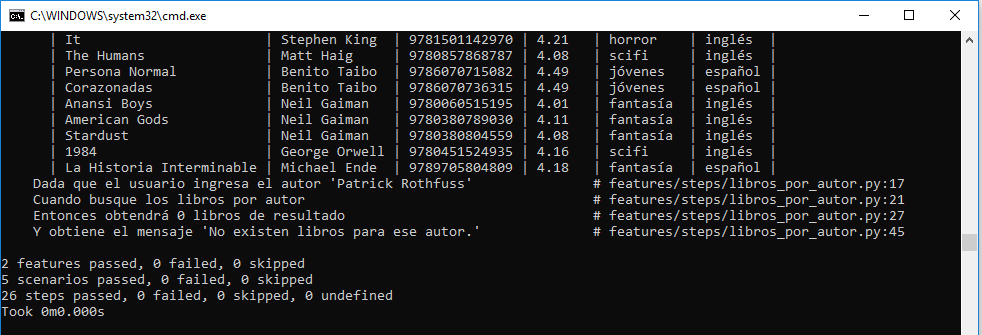 C:\WINDOWS\system32\cmd.exe
| It | Stephen King | 9781501142970 | 4.21 | horror | inglés |
| The Humans | Matt Haig | 9780857868787 | 4.08 | scifi | inglés |
| Persona Normal | Benito Taibo | 9786070715082 | 4.49 | jóvenes | español |
| Corazonadas | Benito Taibo | 9786070736315 | 4.49 | jóvenes | español |
| Anansi Boys | Neil Gaiman | 9780060515195 | 4.01 | fantasía | inglés |
| American Gods | Neil Gaiman | 9780380789030 | 4.11 | fantasía | inglés |
| Stardust | Neil Gaiman | 9780380804559 | 4.08 | fantasía | inglés |
| 1984 | George Orwell | 9780451524935 | 4.16 | scifi | inglés |
| La Historia Interminable | Michael Ende | 9789705804809 | 4.18 | fantasía | español |
Dada que el usuario ingresa el autor 'Patrick Rothfuss' # features/steps/libros_por_autor.py:17
Cuando busque los libros por autor # features/steps/libros_por_autor.py:21
Entonces obtendrá 0 libros de resultado # features/steps/libros_por_autor.py:27
Y obtiene el mensaje 'No existen libros para ese autor.' # features/steps/libros_por_autor.py:45
2 features passed, 0 failed, 0 skipped
5 scenarios passed, 0 failed, 0 skipped
26 steps passed, 0 failed, 0 skipped, 0 undefined
Took 0m0.000s